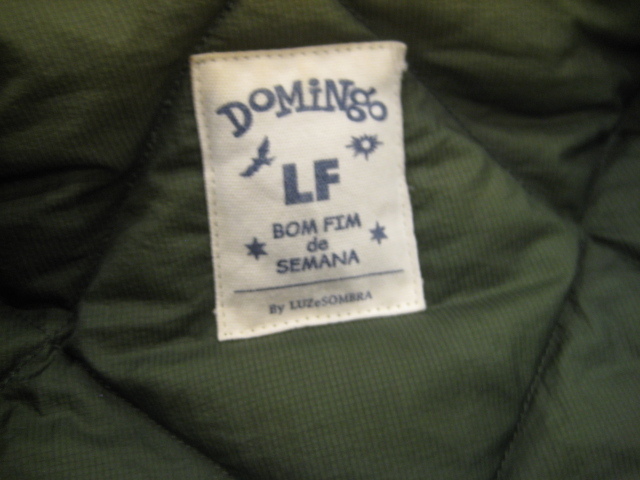 DOMiNGo
LF
BOM FIM
de
SEMANA
By LUZeSOMBRA